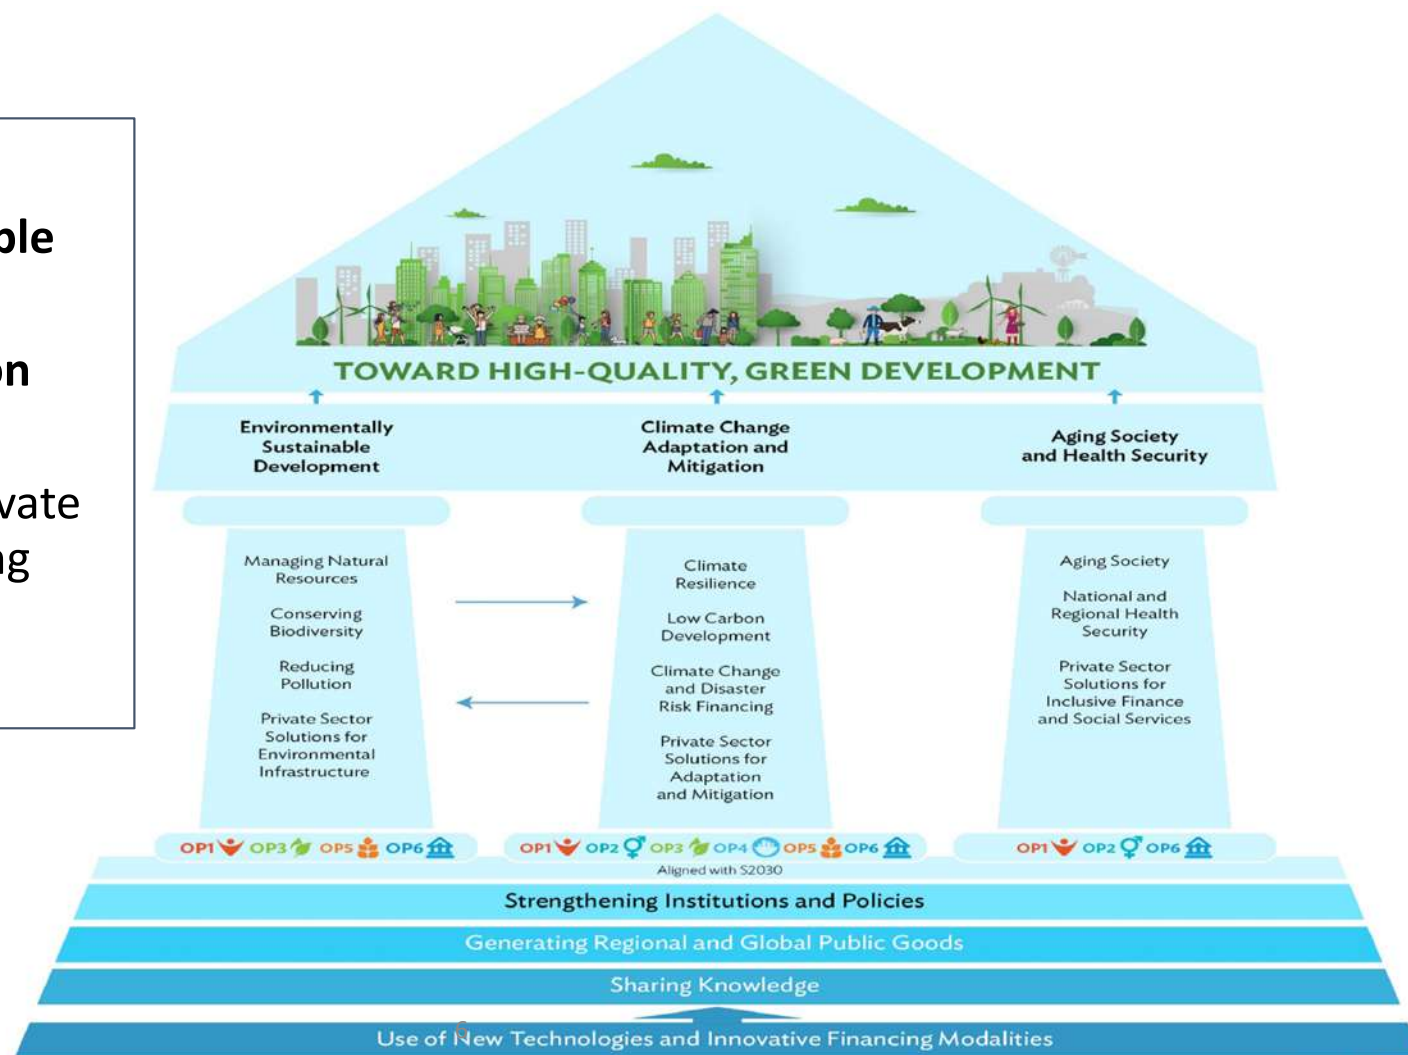 ble
on
vate
ng
TOWARD HIGH-QUALITY, GREEN DEVELOPMENT
Environmentally
Sustainable
Development
Climate Change
Adaptation and
Mitigation
Aging Society
and Health Security
Managing Natural
Resources
Conserving
Biodiversity
Reducing
Pollution
Private Sector
Solutions for
Environmental
Infrastructure
Climate
Resilience
Low Carbon
Development
Climate Change
and Disaster
Risk Financing
Private Sector
Solutions for
Adaptation
and Mitigation
Aging Society
National and
Regional Health
Security
Private Sector
Solutions for
Inclusive Finance
and Social Services
OP1 OP3 OP5 OP6
OP1 OP2 OP3 OP4 OP5 OP6
OP1 OP2 OP6
Aligned with S2030
Strengthening Institutions and Policies
Generating Regional and Global Public Goods
Sharing Knowledge
Use of New Technologies and Innovative Financing Modalities